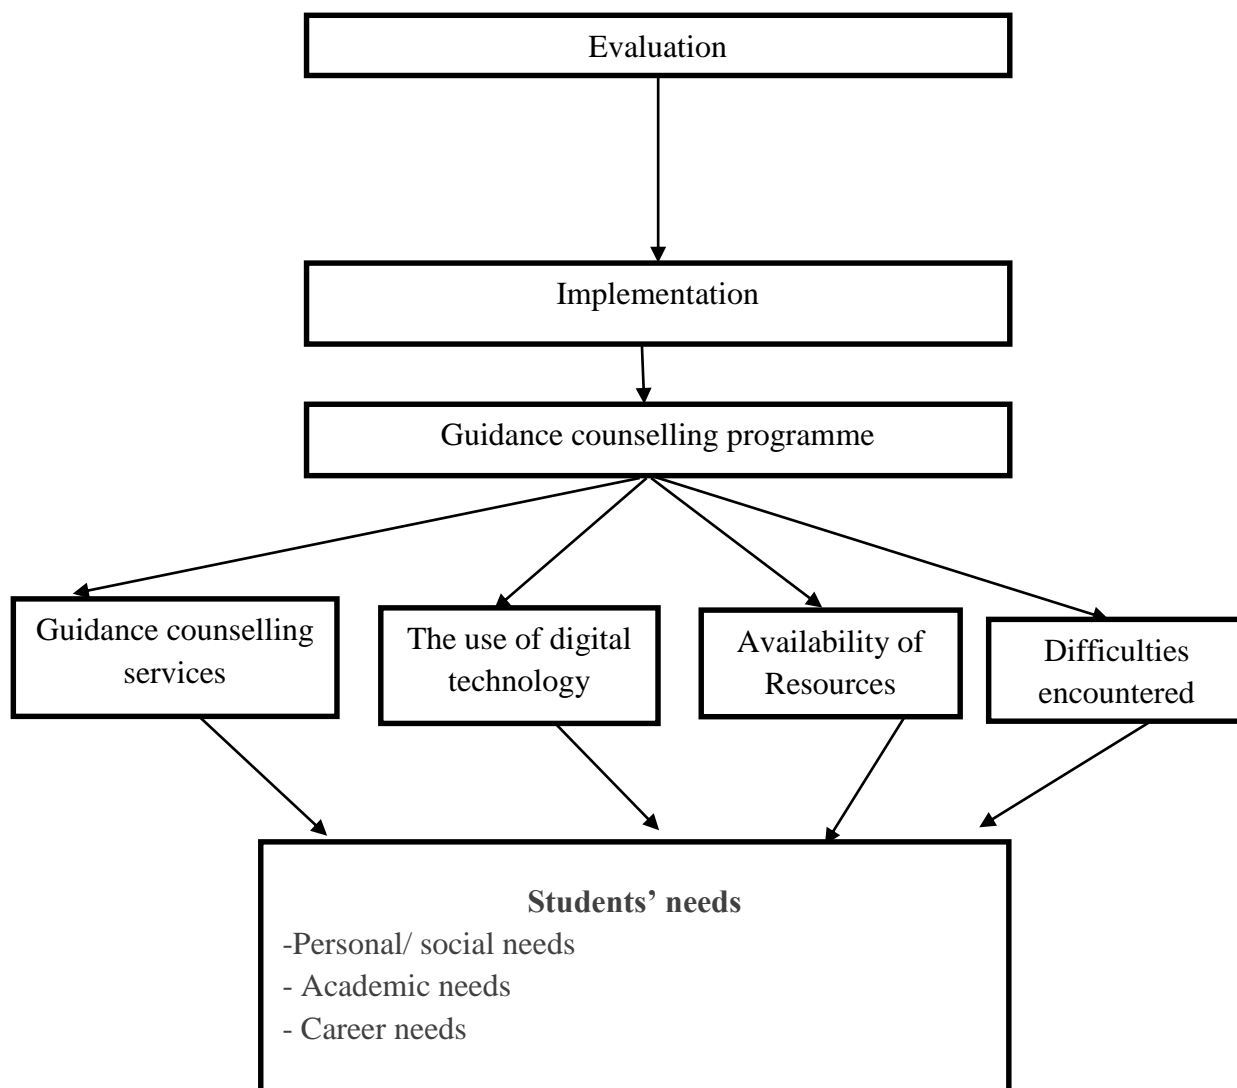 Evaluation
Implementation
Guidance counselling programme
Guidance counselling
services
The use of digital
technology
Availability of
Resources
Difficulties
encountered
Students’ needs
-Personal/ social needs
- Academic needs
- Career needs